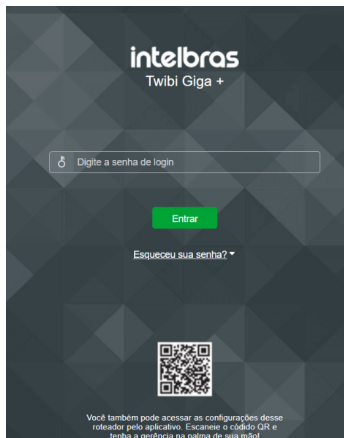 intelbras
Twibi Giga +
Digite a senha de login
Entrar
Esqueceu sua senha?
Você também pode acessar as configurações desse
roteador pelo aplicativo. Escaneie o código QR e
tenha a gerência na palma de sua mão!